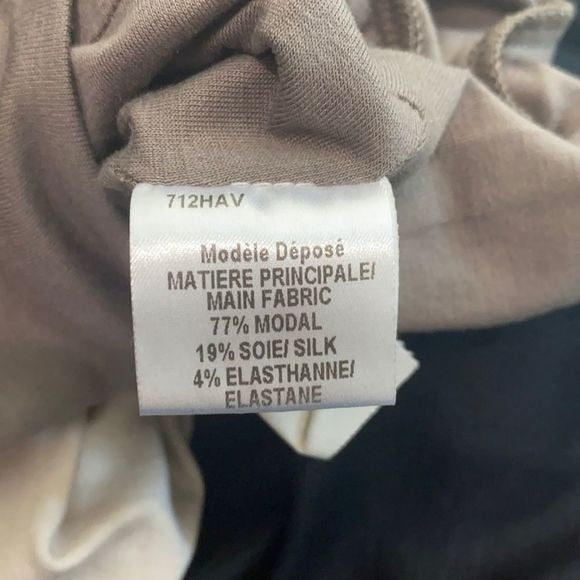 712HAV
Modèle Déposé
MATIERE PRINCIPALE/
MAIN FABRIC
77% MODAL
19% SOIE/ SILK
4% ELASTHANNE/
ELASTANE